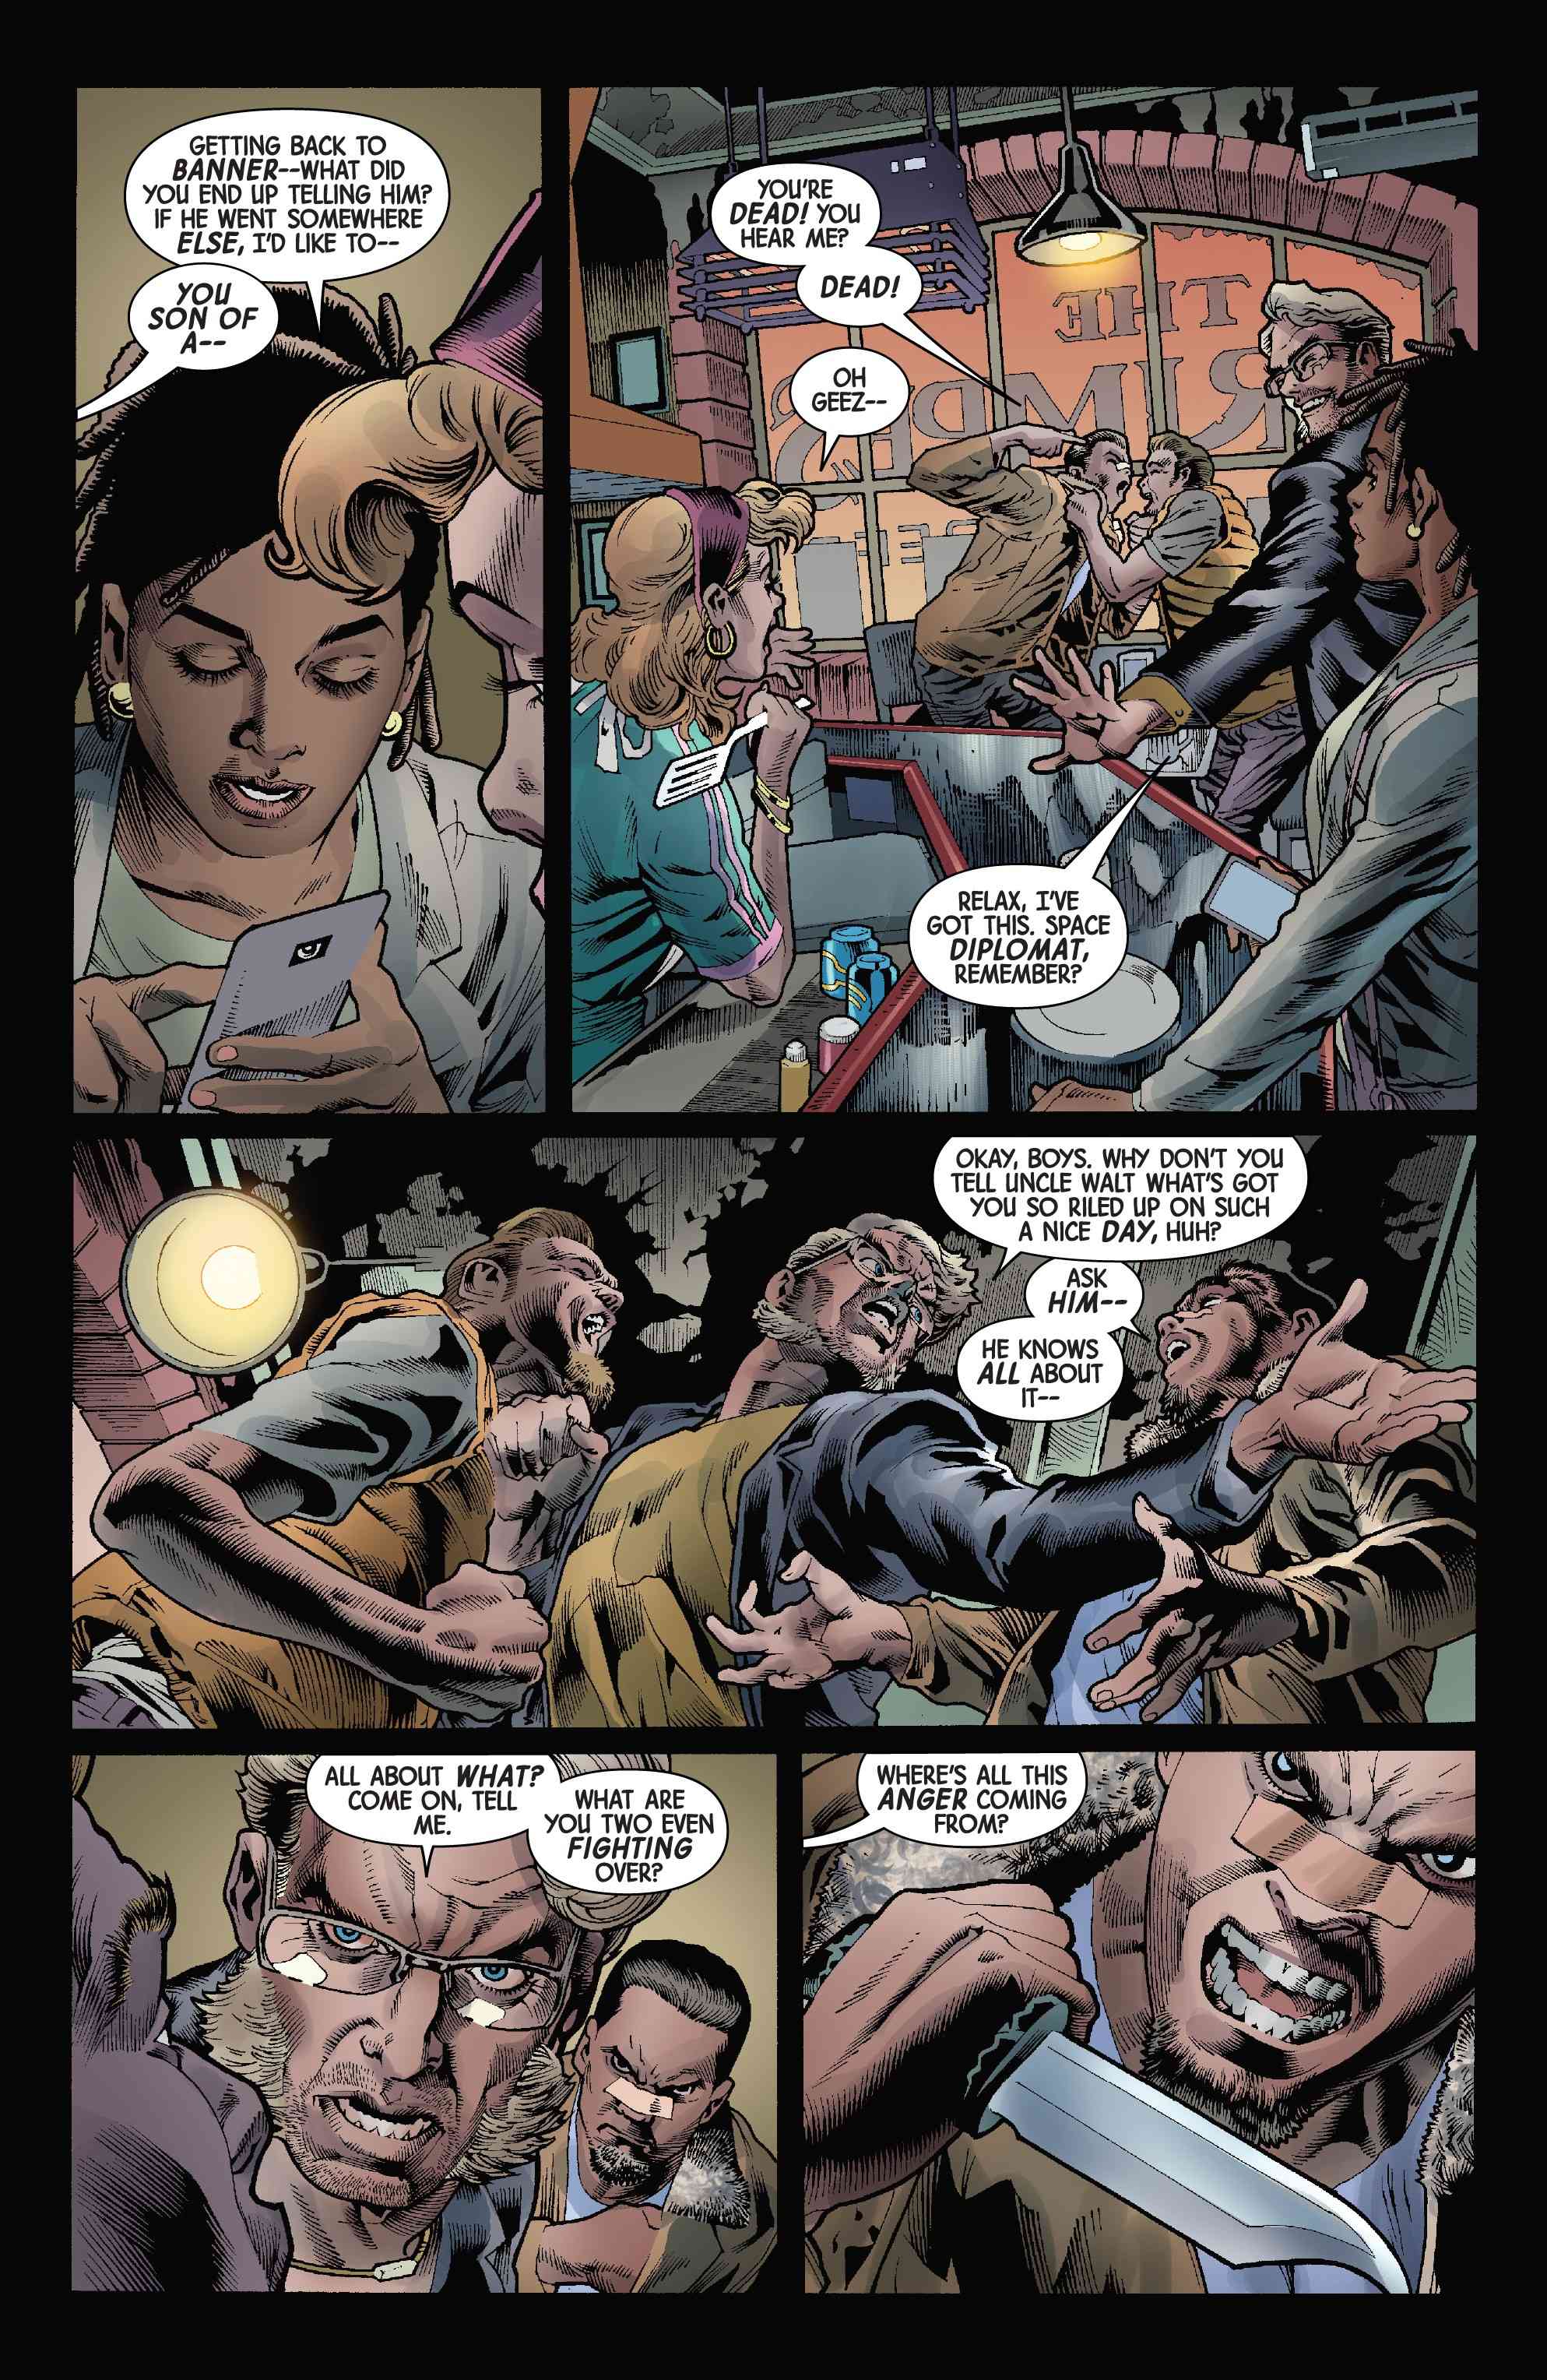 GETTING BACK TO
BANNER--WHAT DID
YOU END UP TELLING HIM?
IF HE WENT SOMEWHERE
ELSE, I'D LIKE TO--
YOU
SON OF
A--
YOU'RE
DEAD! YOU
HEAR ME?
DEAD!
OH
GEEZ--
THE
RELAX, I'VE
GOT THIS. SPACE
DIPLOMAT,
REMEMBER?
OKAY, BOYS. WHY DON'T YOU
TELL UNCLE WALT WHAT'S GOT
YOU SO RILED UP ON SUCH
A NICE DAY, HUH?
ASK
HIM--
HE KNOWS
ALL ABOUT
IT--
ALL ABOUT WHAT?
COME ON, TELL
ME.
WHAT ARE
YOU TWO EVEN
FIGHTING
OVER?
WHERE'S ALL THIS
ANGER COMING
FROM?